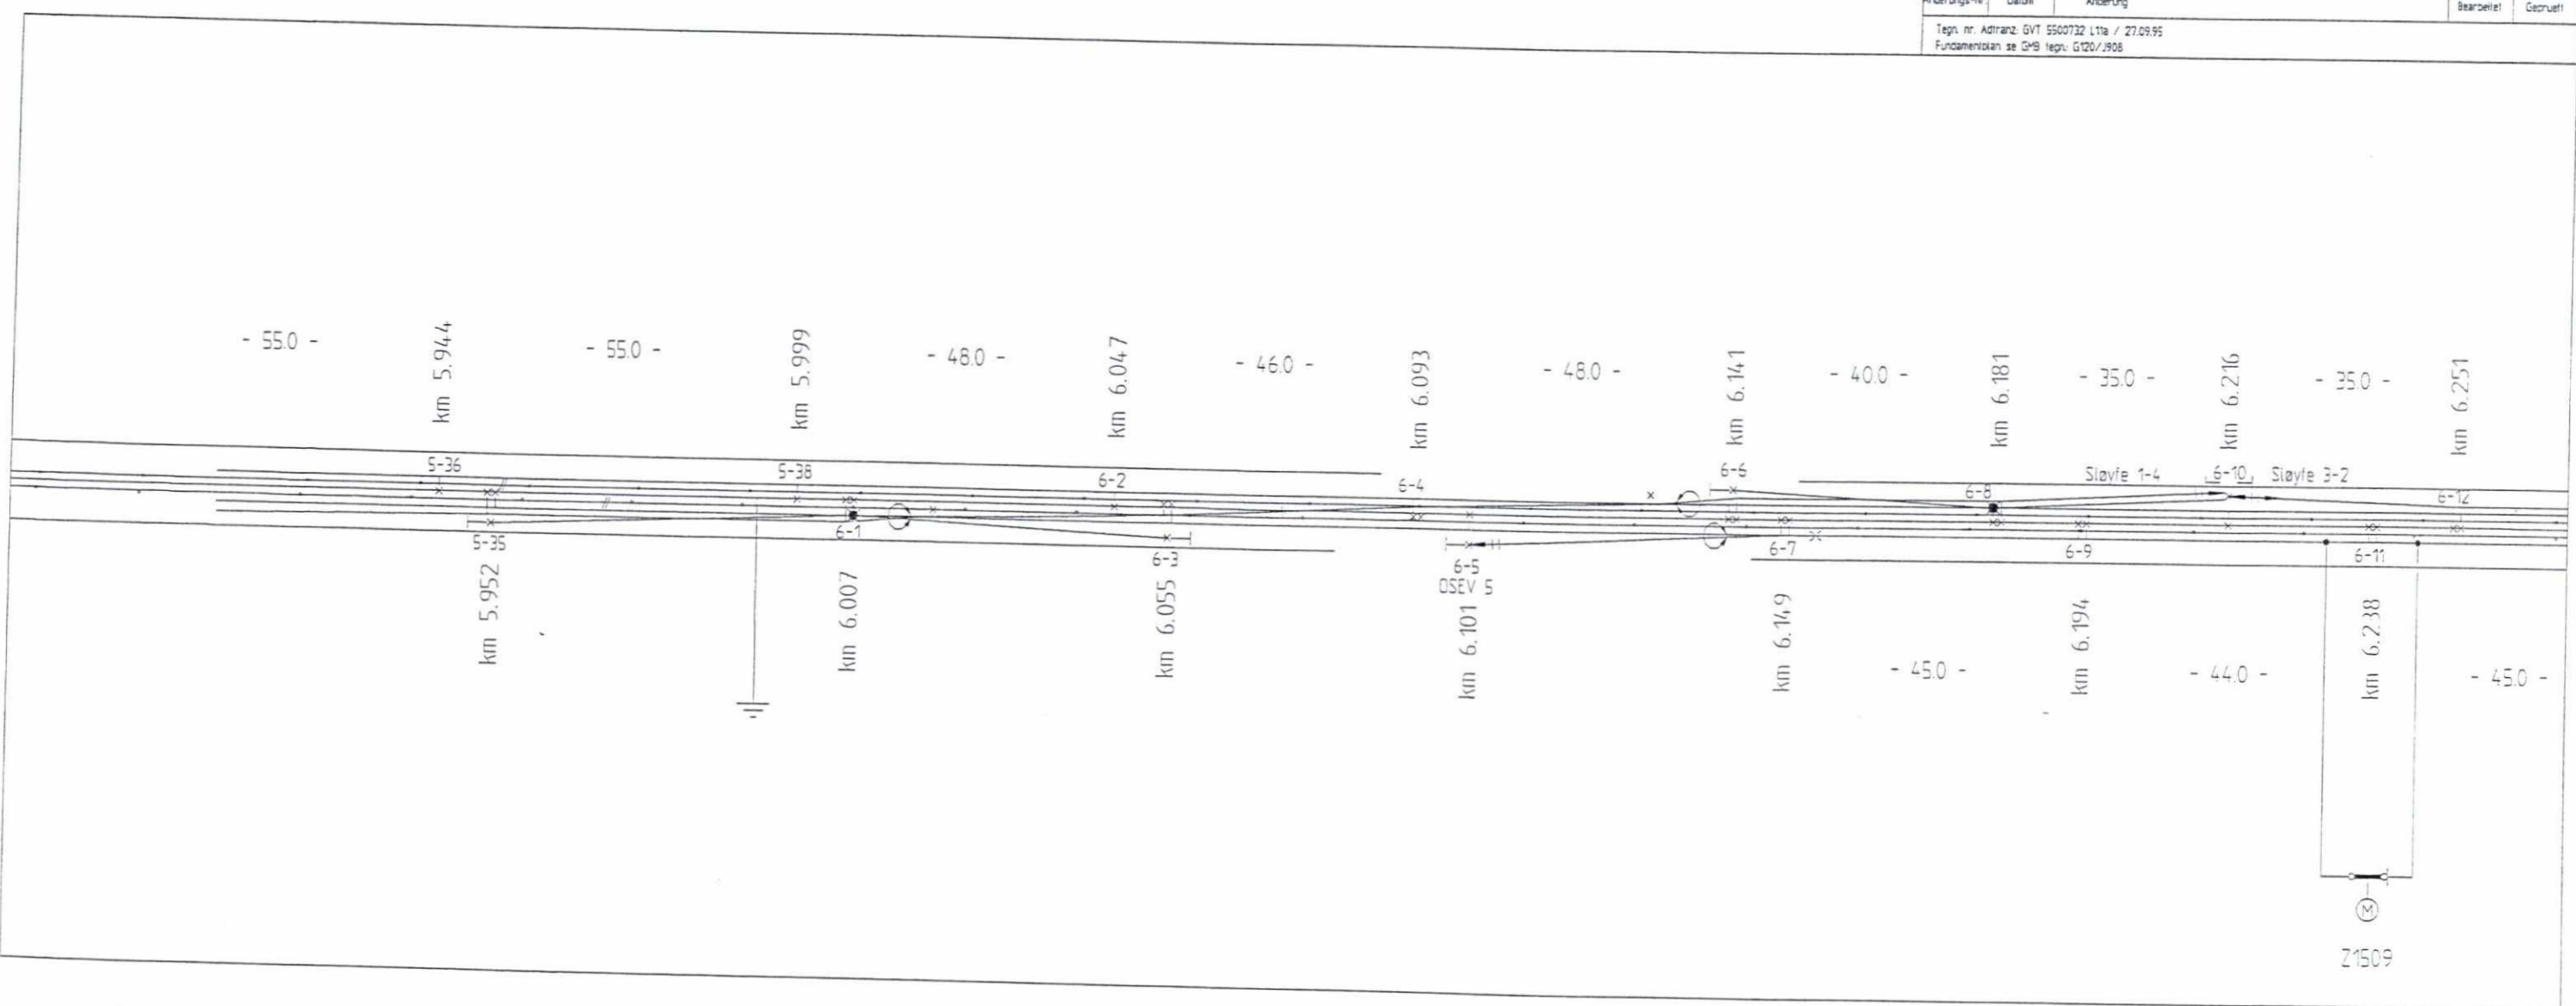 Änderungs-Nr. Datum Änderung Bearbeitet Geprueft
Tegn. nr. Adtranz: GVT 5500732 L11a / 27.09.95
Fundamentplan se GMB tegn.: G120/J908
- 55.0 - km 5.944 - 55.0 - km 5.999 - 48.0 - km 6.047 - 46.0 - km 6.093 - 48.0 - km 6.141 - 40.0 - km 6.181 - 35.0 - km 6.216 - 35.0 - km 6.251
5-36 5-38 6-2 6-4 6-6 6-8 Sløyfe 1-4 6-10 Sløyfe 3-2 6-12
5-35 6-1 6-3 6-5 6-7 6-9 6-11
OSEV 5
km 5.952 km 6.007 km 6.055 km 6.101 km 6.149 - 45.0 - km 6.194 - 44.0 - km 6.238 - 45.0 -
M
Z1509